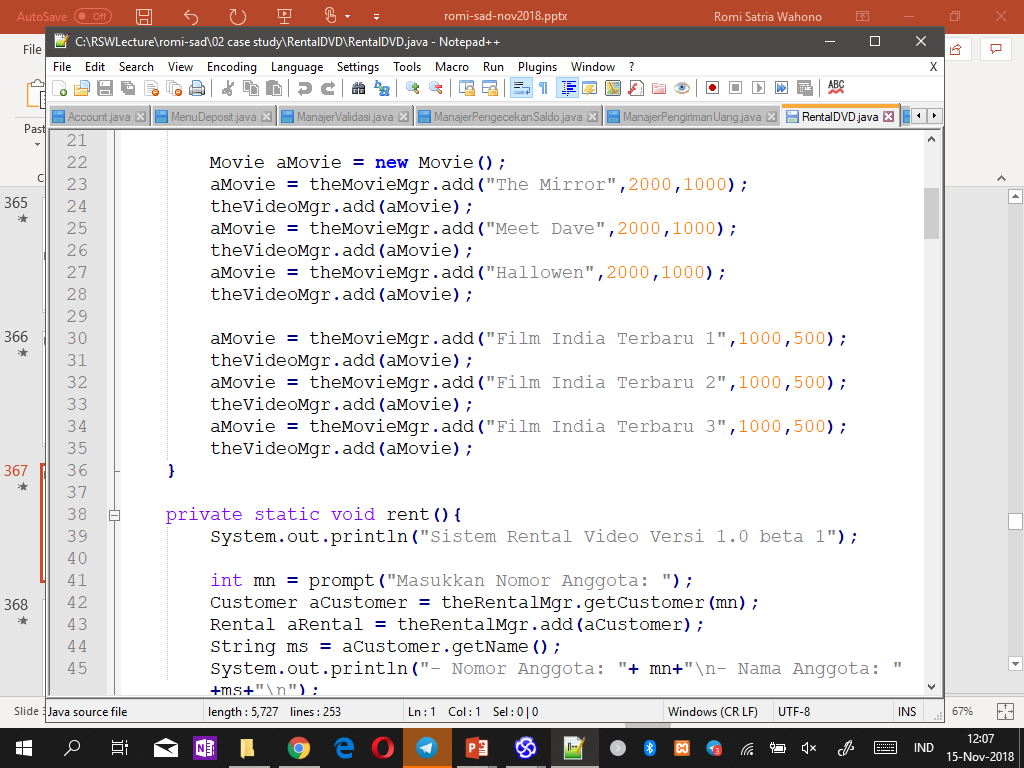 AutoSave Off romi-sad-nov2018.pptx Romi Satria Wahono
File
C:\RSWLecture\romi-sad\02 case study\RentalDVD\RentalDVD.java - Notepad++
File Edit Search View Encoding Language Settings Tools Macro Run Plugins Window ? X
ABC
Account.java MenuDeposit.java ManajerValidasi.java ManajerPengecekanSaldo.java ManajerPengirimanUang.java RentalDVD.java
Past
365
366
367
368
21
22 Movie aMovie = new Movie();
23 aMovie = theMovieMgr.add("The Mirror",2000,1000);
24 theVideoMgr.add(aMovie);
25 aMovie = theMovieMgr.add("Meet Dave",2000,1000);
26 theVideoMgr.add(aMovie);
27 aMovie = theMovieMgr.add("Hallowen",2000,1000);
28 theVideoMgr.add(aMovie);
29
30 aMovie = theMovieMgr.add("Film India Terbaru 1",1000,500);
31 theVideoMgr.add(aMovie);
32 aMovie = theMovieMgr.add("Film India Terbaru 2",1000,500);
33 theVideoMgr.add(aMovie);
34 aMovie = theMovieMgr.add("Film India Terbaru 3",1000,500);
35 theVideoMgr.add(aMovie);
36 }
37
38 private static void rent(){
39 System.out.println("Sistem Rental Video Versi 1.0 beta 1");
40
41 int mn = prompt("Masukkan Nomor Anggota: ");
42 Customer aCustomer = theRentalMgr.getCustomer(mn);
43 Rental aRental = theRentalMgr.add(aCustomer);
44 String ms = aCustomer.getName();
45 System.out.println("- Nomor Anggota: "+ mn+"\n- Nama Anggota: "
+ms+"\n");
Slide Java source file length : 5,727 lines : 253 Ln : 1 Col : 1 Sel : 0 | 0 Windows (CR LF) UTF-8 INS 67%
IND 12:07
15-Nov-2018